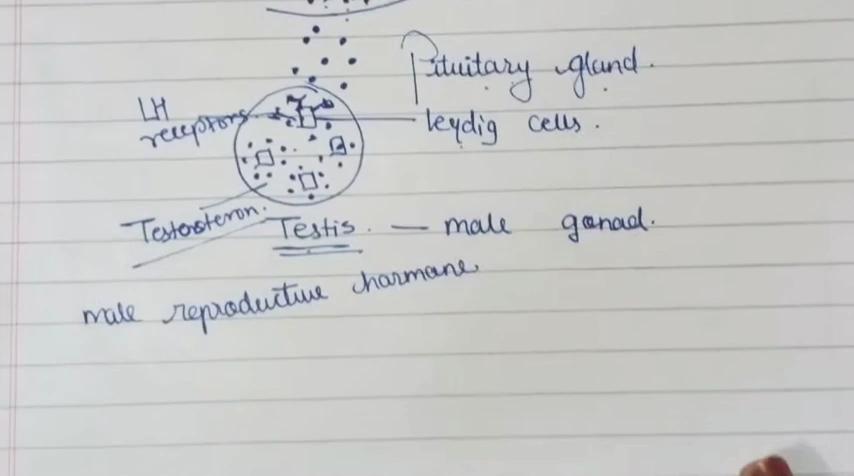 Pituitary gland.
LH
receptors
leydig cells.
Testosteron.
Testis. — male gonad.
male reproductive harmone